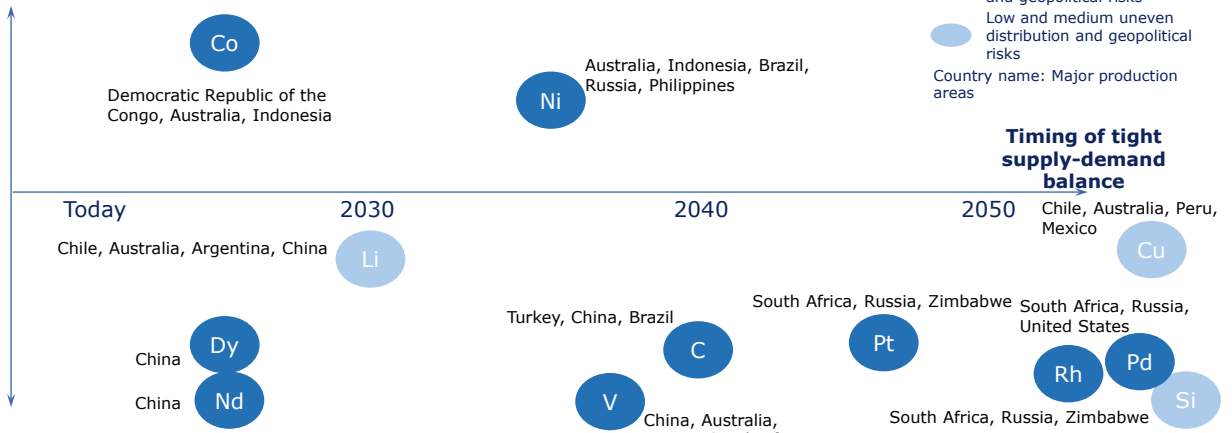 and geopolitical risks
Low and medium uneven
distribution and geopolitical
risks
Country name: Major production
areas
Co
Democratic Republic of the
Congo, Australia, Indonesia
Ni
Australia, Indonesia, Brazil,
Russia, Philippines
Timing of tight
supply-demand
balance
Today
2030
2040
2050
Chile, Australia, Peru,
Mexico
Cu
Chile, Australia, Argentina, China
Li
South Africa, Russia, Zimbabwe
Pt
South Africa, Russia,
United States
Pd
Turkey, China, Brazil
C
China
Dy
China
Nd
V
China, Australia,
Rh
South Africa, Russia, Zimbabwe
Si